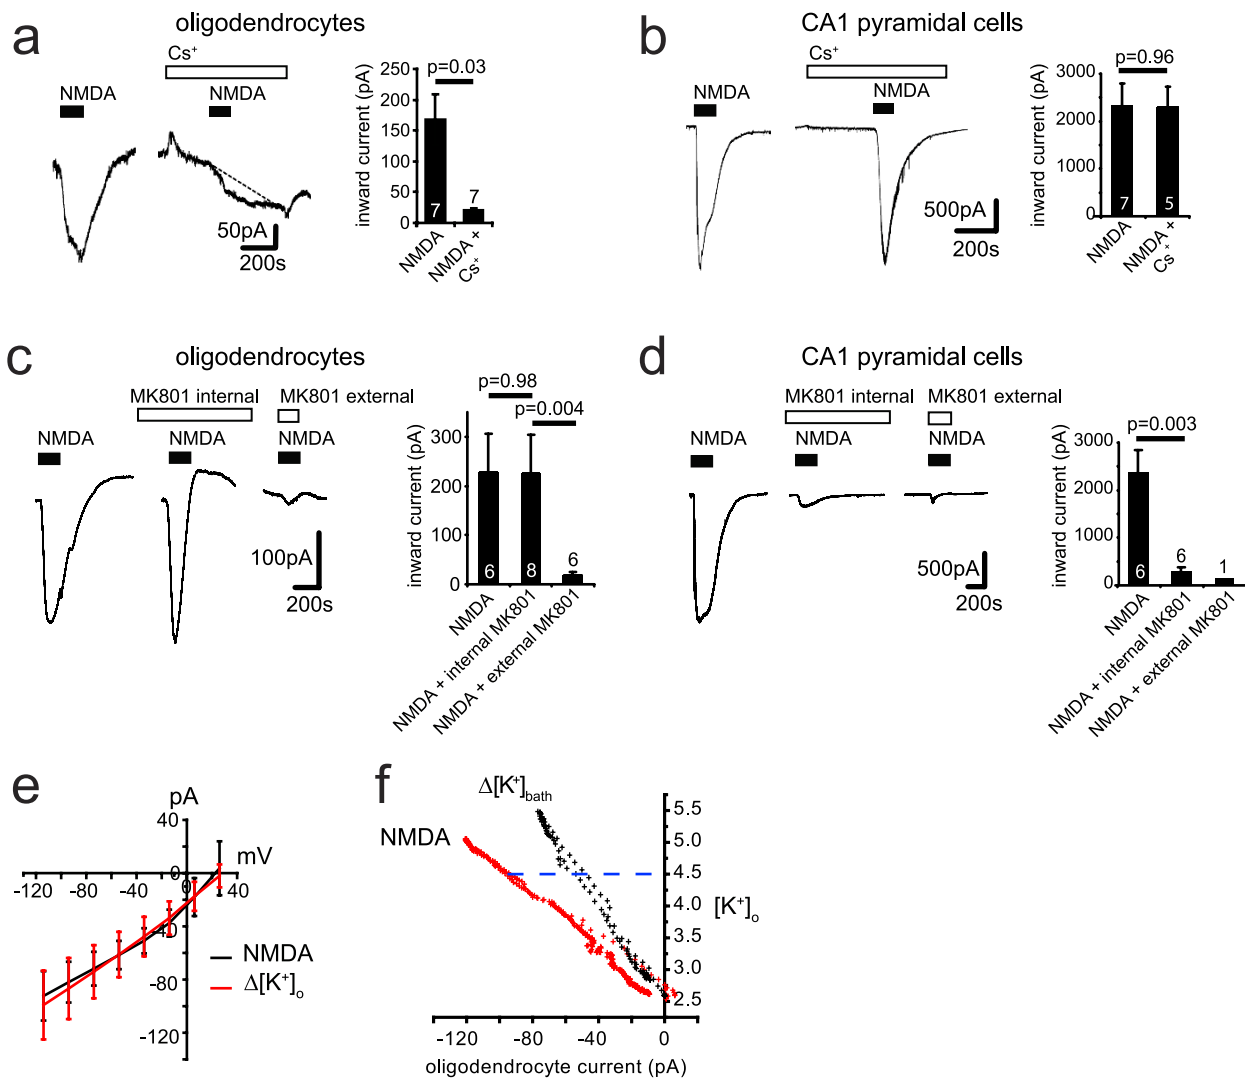 a
oligodendrocytes
Cs⁺
NMDA
NMDA
50pA
200s
inward current (pA)
250
200
150
100
50
0
p=0.03
7
7
NMDA
NMDA +
Cs⁺
b
CA1 pyramidal cells
Cs⁺
NMDA
NMDA
500pA
200s
inward current (pA)
3000
2000
1000
0
p=0.96
7
5
NMDA
NMDA +
Cs⁺
c
oligodendrocytes
MK801 internal
MK801 external
NMDA
NMDA
NMDA
100pA
200s
inward current (pA)
300
200
100
0
p=0.98
p=0.004
6
8
6
NMDA
NMDA + internal MK801
NMDA + external MK801
d
CA1 pyramidal cells
MK801 internal
MK801 external
NMDA
NMDA
NMDA
500pA
200s
inward current (pA)
3000
2000
1000
0
p=0.003
6
6
1
NMDA
NMDA + internal MK801
NMDA + external MK801
e
pA
40
mV
0
-120
-80
-40
0
40
-40
-80
-120
NMDA
Δ[K⁺]ₒ
f
Δ[K⁺]bath
NMDA
5.5
5.0
4.5
4.0
3.5
3.0
2.5
[K⁺]ₒ
-120
-80
-40
0
oligodendrocyte current (pA)